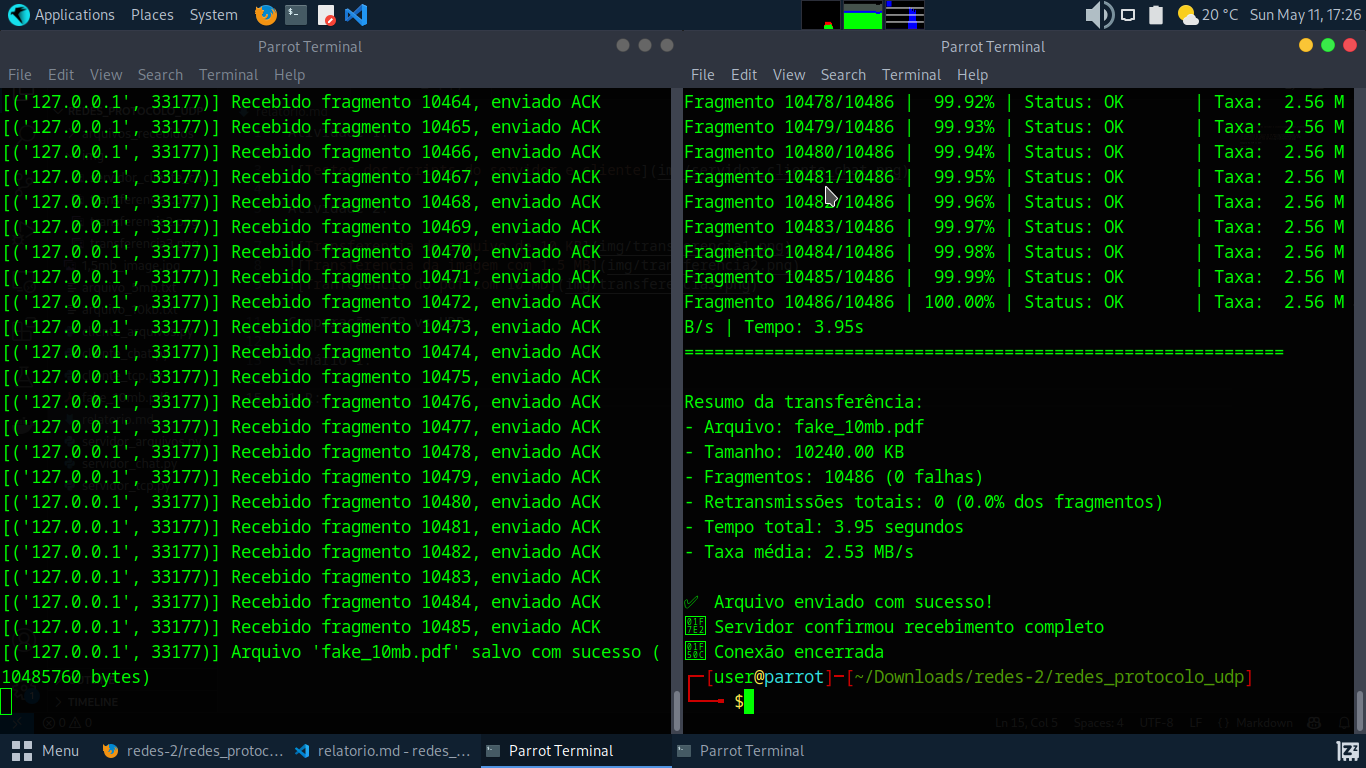 Applications Places System 20 °C Sun May 11, 17:26
Parrot Terminal
File Edit View Search Terminal Help
[('127.0.0.1', 33177)] Recebido fragmento 10464, enviado ACK
[('127.0.0.1', 33177)] Recebido fragmento 10465, enviado ACK
[('127.0.0.1', 33177)] Recebido fragmento 10466, enviado ACK
[('127.0.0.1', 33177)] Recebido fragmento 10467, enviado ACK
[('127.0.0.1', 33177)] Recebido fragmento 10468, enviado ACK
[('127.0.0.1', 33177)] Recebido fragmento 10469, enviado ACK
[('127.0.0.1', 33177)] Recebido fragmento 10470, enviado ACK
[('127.0.0.1', 33177)] Recebido fragmento 10471, enviado ACK
[('127.0.0.1', 33177)] Recebido fragmento 10472, enviado ACK
[('127.0.0.1', 33177)] Recebido fragmento 10473, enviado ACK
[('127.0.0.1', 33177)] Recebido fragmento 10474, enviado ACK
[('127.0.0.1', 33177)] Recebido fragmento 10475, enviado ACK
[('127.0.0.1', 33177)] Recebido fragmento 10476, enviado ACK
[('127.0.0.1', 33177)] Recebido fragmento 10477, enviado ACK
[('127.0.0.1', 33177)] Recebido fragmento 10478, enviado ACK
[('127.0.0.1', 33177)] Recebido fragmento 10479, enviado ACK
[('127.0.0.1', 33177)] Recebido fragmento 10480, enviado ACK
[('127.0.0.1', 33177)] Recebido fragmento 10481, enviado ACK
[('127.0.0.1', 33177)] Recebido fragmento 10482, enviado ACK
[('127.0.0.1', 33177)] Recebido fragmento 10483, enviado ACK
[('127.0.0.1', 33177)] Recebido fragmento 10484, enviado ACK
[('127.0.0.1', 33177)] Recebido fragmento 10485, enviado ACK
[('127.0.0.1', 33177)] Arquivo 'fake_10mb.pdf' salvo com sucesso (
10485760 bytes)
TIMELINE
0 0
Parrot Terminal
File Edit View Search Terminal Help
Fragmento 10478/10486 |  99.92% | Status: OK       | Taxa:  2.56 M
Fragmento 10479/10486 |  99.93% | Status: OK       | Taxa:  2.56 M
Fragmento 10480/10486 |  99.94% | Status: OK       | Taxa:  2.56 M
Fragmento 10481/10486 |  99.95% | Status: OK       | Taxa:  2.56 M
Fragmento 10482/10486 |  99.96% | Status: OK       | Taxa:  2.56 M
Fragmento 10483/10486 |  99.97% | Status: OK       | Taxa:  2.56 M
Fragmento 10484/10486 |  99.98% | Status: OK       | Taxa:  2.56 M
Fragmento 10485/10486 |  99.99% | Status: OK       | Taxa:  2.56 M
Fragmento 10486/10486 | 100.00% | Status: OK       | Taxa:  2.56 M
B/s | Tempo: 3.95s
============================================================
Resumo da transferência:
- Arquivo: fake_10mb.pdf
- Tamanho: 10240.00 KB
- Fragmentos: 10486 (0 falhas)
- Retransmissões totais: 0 (0.0% dos fragmentos)
- Tempo total: 3.95 segundos
- Taxa média: 2.53 MB/s
✅ Arquivo enviado com sucesso!
Servidor confirmou recebimento completo
Conexão encerrada
┌─[user@parrot]─[~/Downloads/redes-2/redes_protocolo_udp]
└──╼ $
Ln 15, Col 5 Spaces: 4 UTF-8 LF {} Markdown
Menu redes-2/redes_protoc... relatorio.md - redes_... Parrot Terminal Parrot Terminal